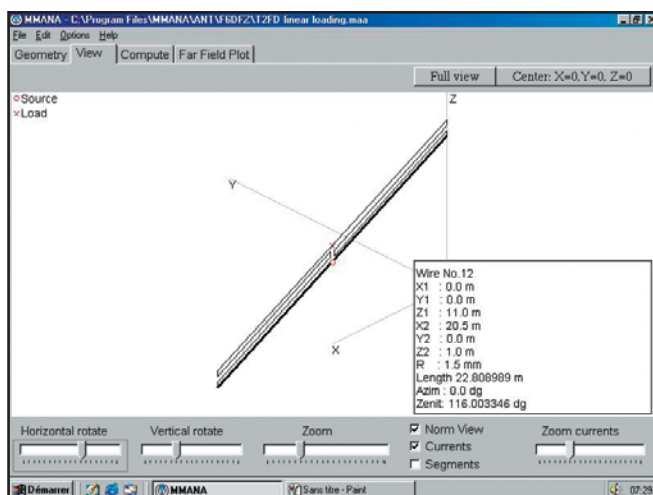 MMANA - C:\Program Files\MMANA\ANT\F6DFZ\T2FD linear loading.maa
File Edit Options Help
Geometry View Compute Far Field Plot
Full view Center: X=0,Y=0, Z=0
o Source
x Load
Z
Y
X
Wire No.12
X1 : 0.0 m
Y1 : 0.0 m
Z1 : 11.0 m
X2 : 20.5 m
Y2 : 0.0 m
Z2 : 1.0 m
R : 1.5 mm
Length 22.808989 m
Azim : 0.0 dg
Zenit: 116.003346 dg
Horizontal rotate Vertical rotate Zoom Norm View Zoom currents
Currents
Segments
Démarrer MMANA Sans titre - Paint 07:29